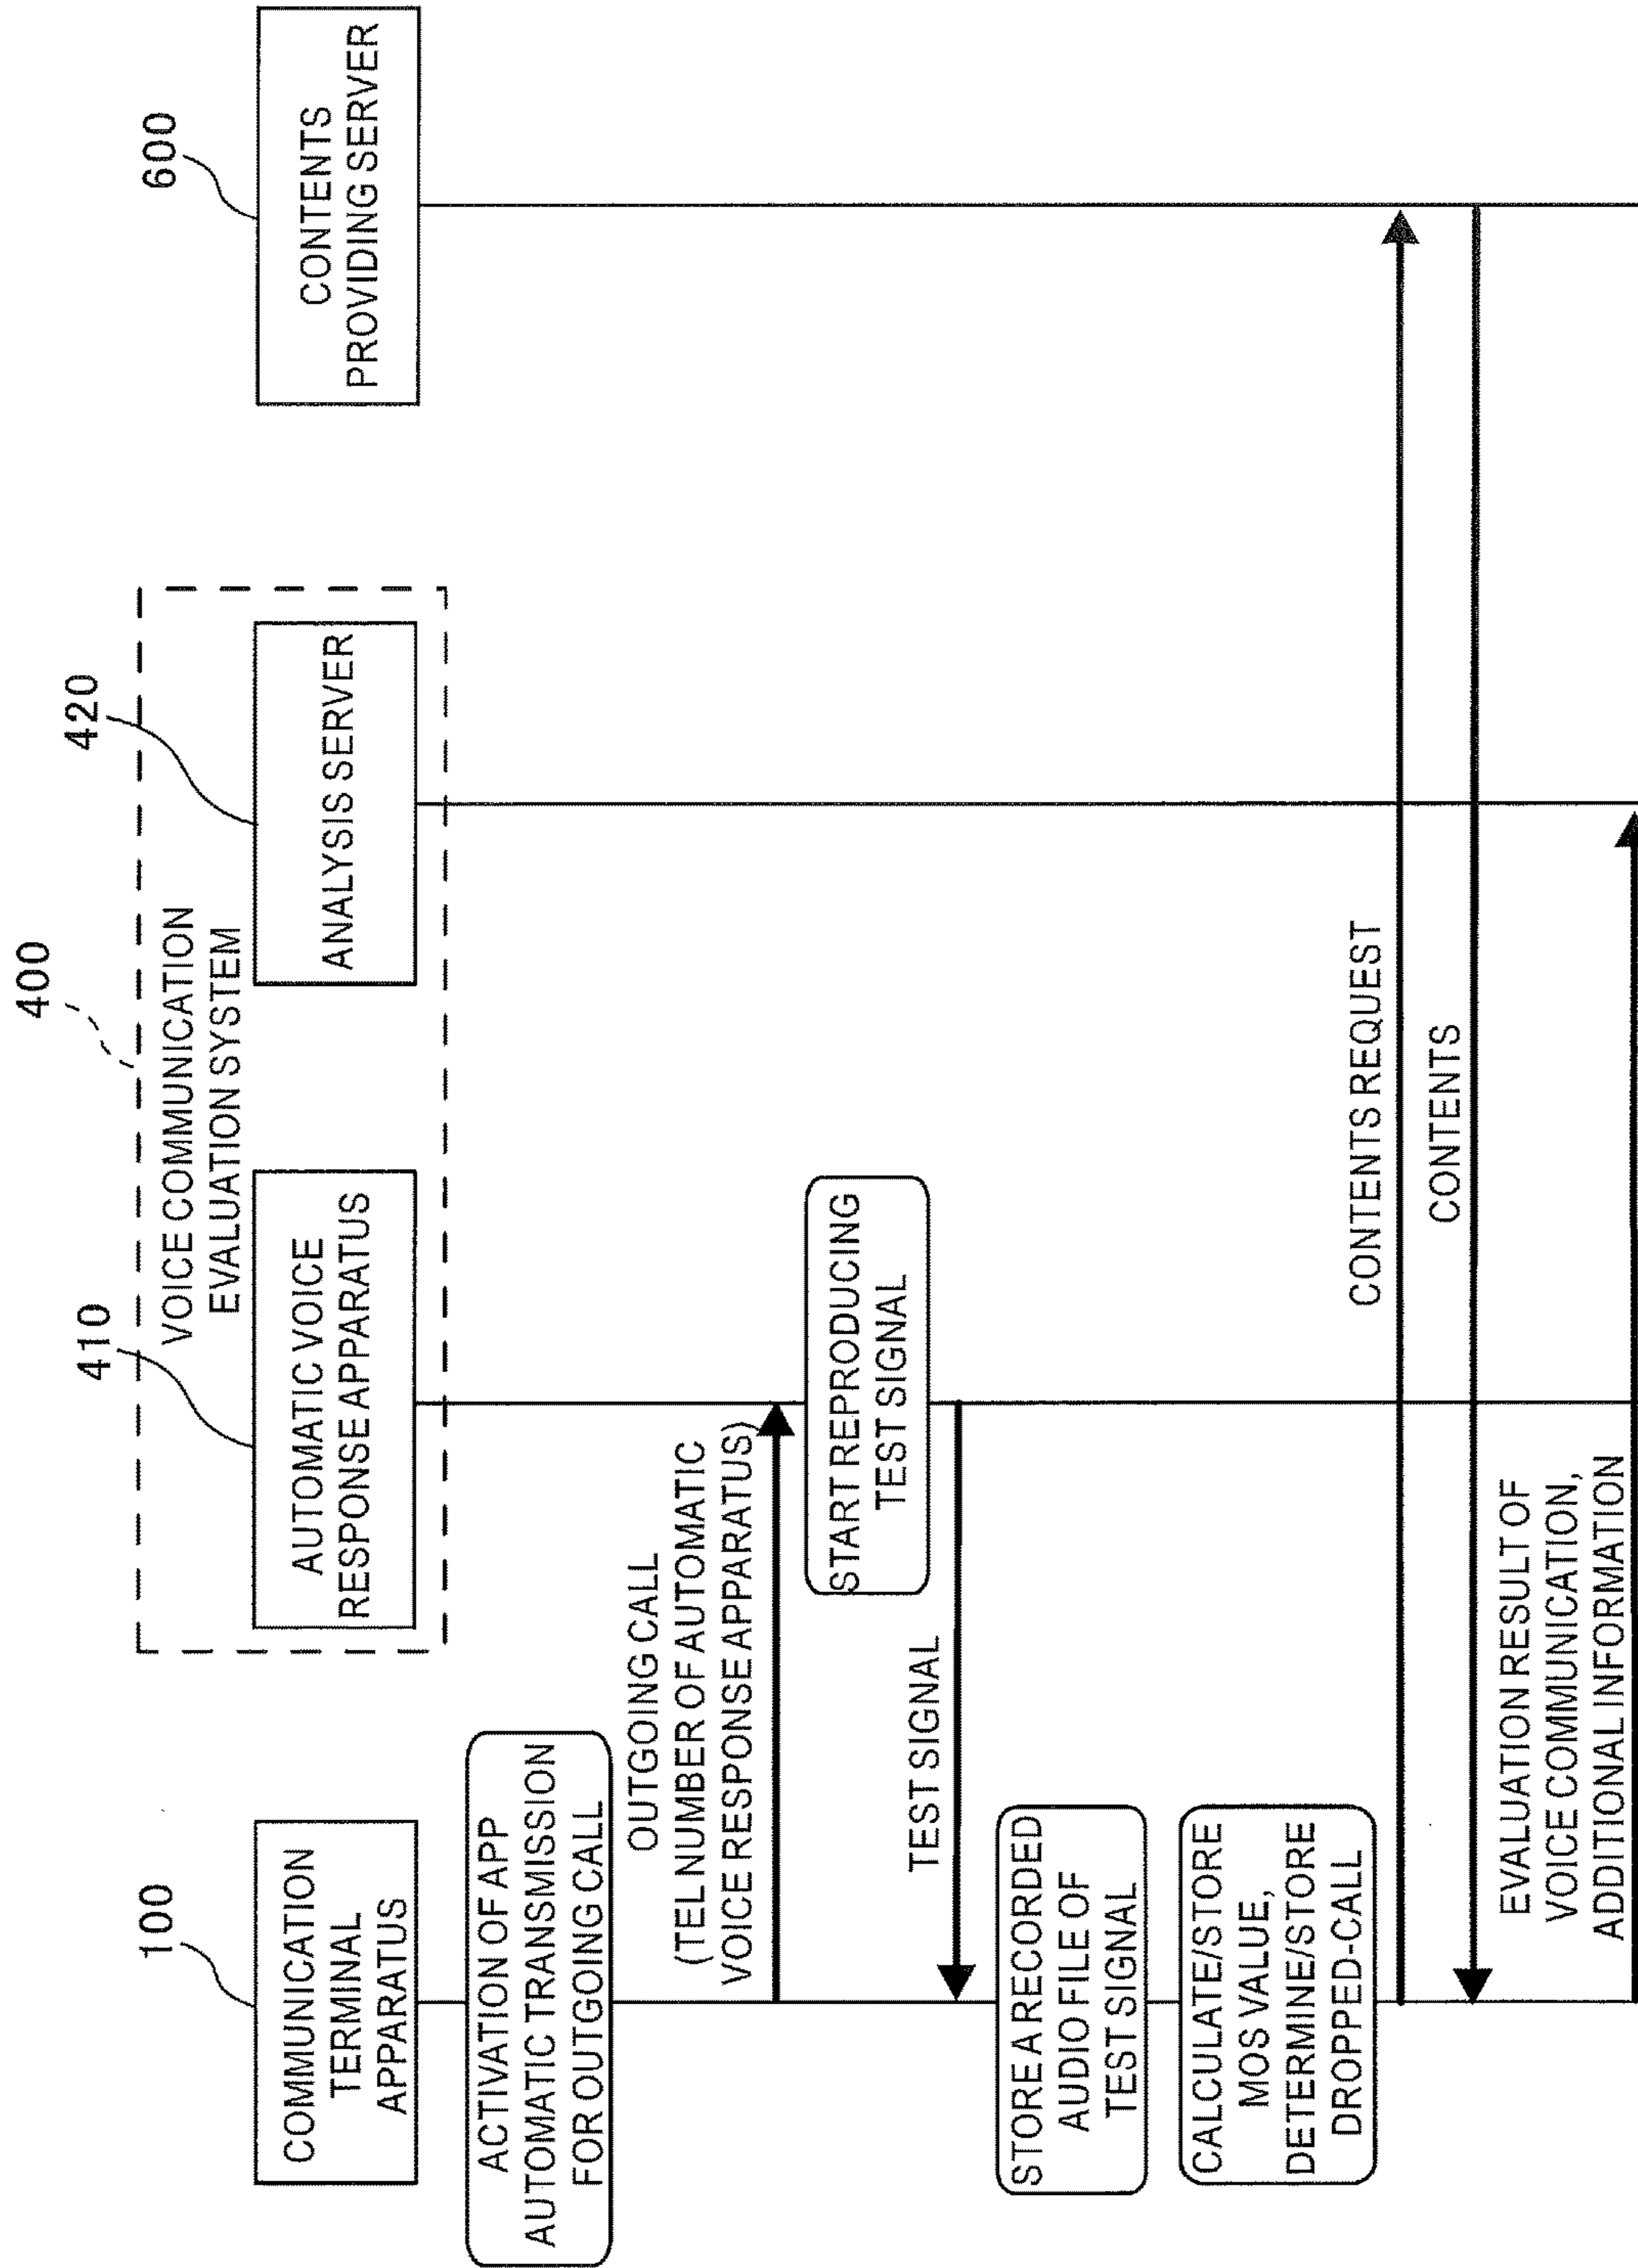 400
VOICE COMMUNICATION
EVALUATION SYSTEM
100
COMMUNICATION
TERMINAL
APPARATUS
410
AUTOMATIC VOICE
RESPONSE APPARATUS
420
ANALYSIS SERVER
600
CONTENTS
PROVIDING SERVER
ACTIVATION OF APP
AUTOMATIC TRANSMISSION
FOR OUTGOING CALL
OUTGOING CALL
(TEL NUMBER OF AUTOMATIC
VOICE RESPONSE APPARATUS)
START REPRODUCING
TEST SIGNAL
TEST SIGNAL
STORE A RECORDED
AUDIO FILE OF
TEST SIGNAL
CALCULATE/STORE
MOS VALUE,
DETERMINE/STORE
DROPPED-CALL
CONTENTS REQUEST
CONTENTS
EVALUATION RESULT OF
VOICE COMMUNICATION,
ADDITIONAL INFORMATION